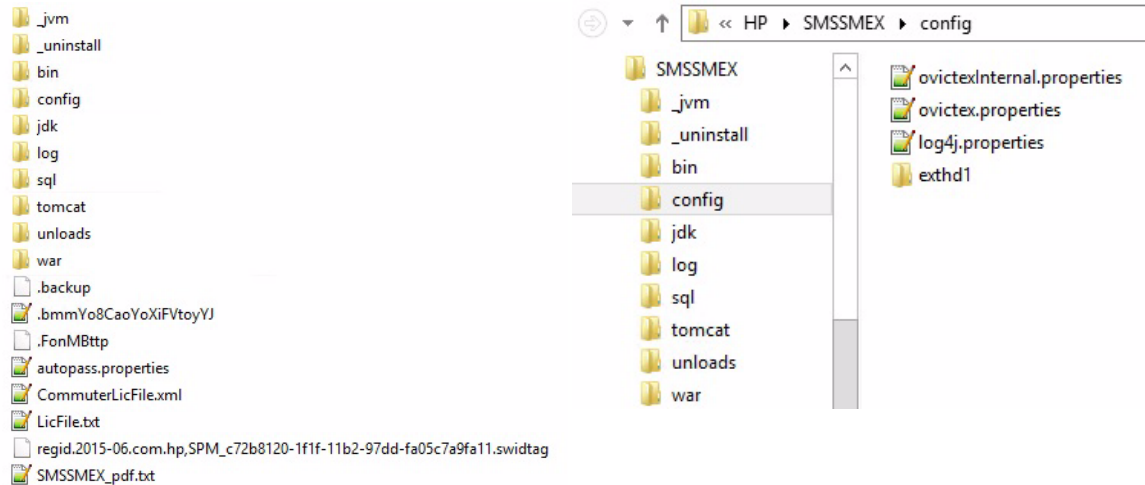 _jvm
_uninstall
bin
config
jdk
log
sql
tomcat
unloads
war
.backup
.bmmYo8CaoYoXiFVtoyYJ
.FonMBttp
autopass.properties
CommuterLicFile.xml
LicFile.txt
regid.2015-06.com.hp,SPM_c72b8120-1f1f-11b2-97dd-fa05c7a9fa11.swidtag
SMSSMEX_pdf.txt
« HP SMSSMEX config
SMSSMEX
_jvm
_uninstall
bin
config
jdk
log
sql
tomcat
unloads
war
ovictexInternal.properties
ovictex.properties
log4j.properties
exthd1